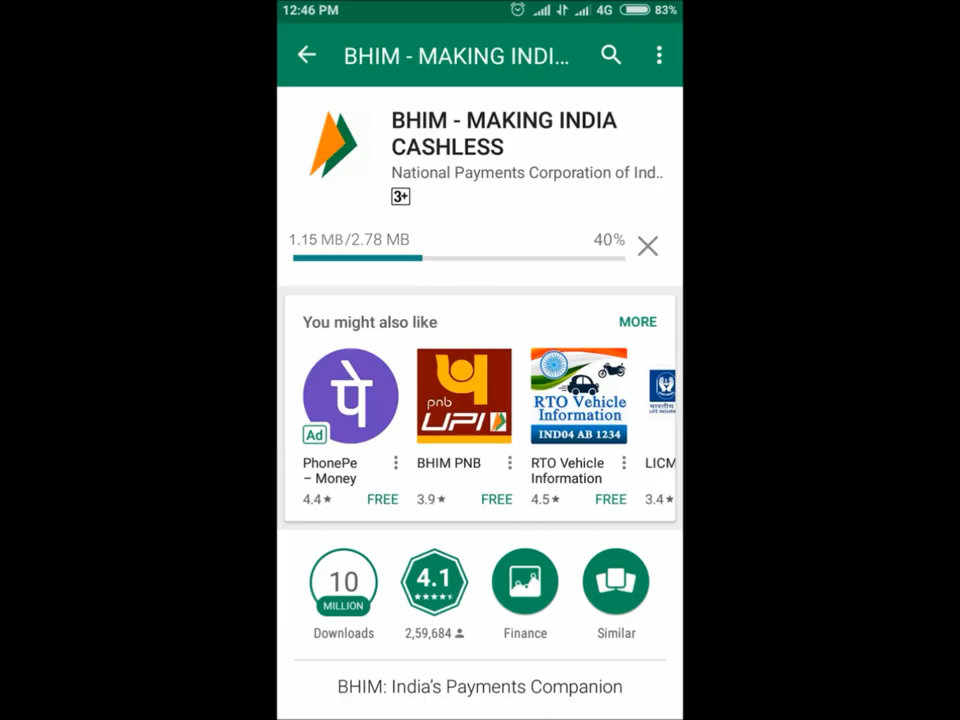 12:46 PM 4G 83%
BHIM - MAKING INDI...
BHIM - MAKING INDIA
CASHLESS
National Payments Corporation of Ind..
3+
1.15 MB/2.78 MB 40%
You might also like MORE
पे
Ad
pnb
UPI
RTO Vehicle
Information
IND04 AB 1234
PhonePe
– Money
4.4★ FREE
BHIM PNB
3.9★ FREE
RTO Vehicle
Information
4.5★ FREE
LICM
3.4★
10
MILLION
Downloads
4.1
2,59,684
Finance
Similar
BHIM: India's Payments Companion